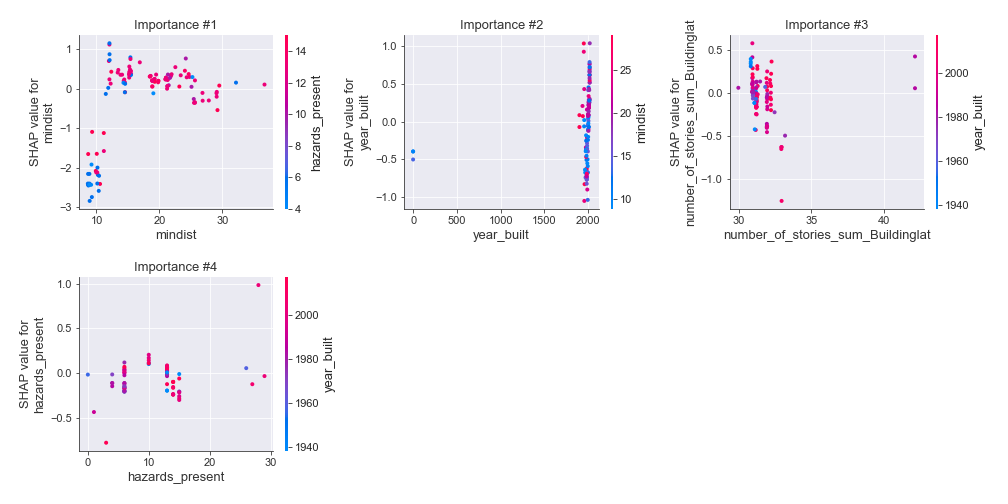 Importance #1
1
0
−1
−2
−3
10
20
30
mindist
SHAP value for
mindist
14
12
10
8
6
4
hazards_present
Importance #2
1.0
0.5
0.0
−0.5
−1.0
0
500
1000
1500
2000
year_built
SHAP value for
year_built
25
20
15
10
mindist
Importance #3
0.5
0.0
−0.5
−1.0
30
35
40
number_of_stories_sum_Buildinglat
SHAP value for
number_of_stories_sum_Buildinglat
2000
1980
1960
1940
year_built
Importance #4
1.0
0.5
0.0
−0.5
0
10
20
30
hazards_present
SHAP value for
hazards_present
2000
1980
1960
1940
year_built